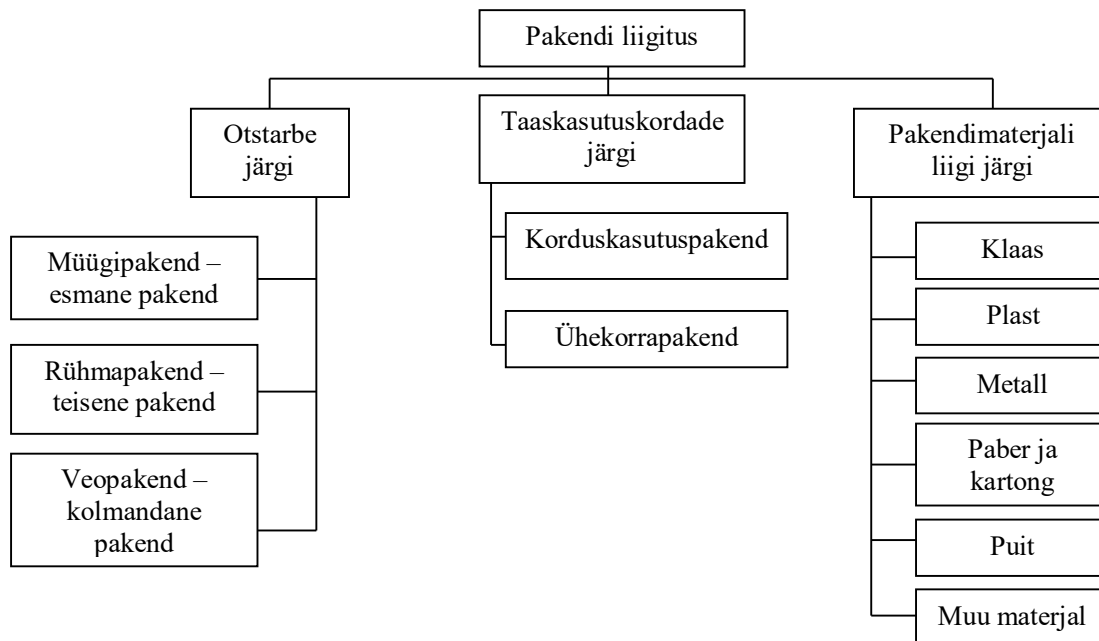 Pakendi liigitus
Otstarbe
järgi
Müügipakend –
esmane pakend
Rühmapakend –
teisene pakend
Veopakend –
kolmandane
pakend
Taaskasutuskordade
järgi
Korduskasutuspakend
Ühekorrapakend
Pakendimaterjali
liigi järgi
Klaas
Plast
Metall
Paber ja
kartong
Puit
Muu materjal